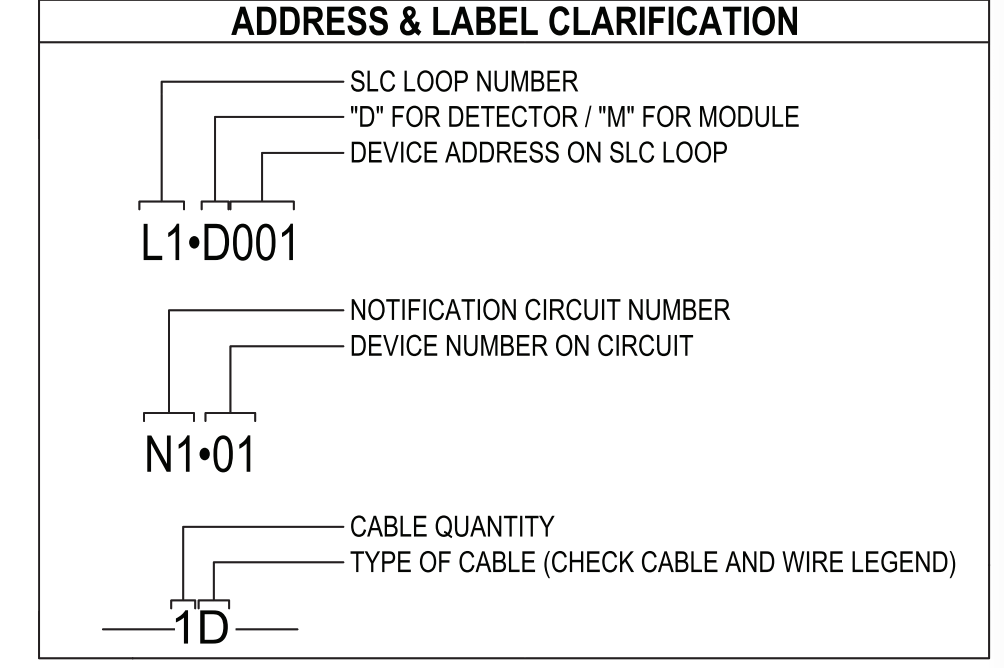 ADDRESS & LABEL CLARIFICATION
SLC LOOP NUMBER
"D" FOR DETECTOR / "M" FOR MODULE
DEVICE ADDRESS ON SLC LOOP
L1•D001
NOTIFICATION CIRCUIT NUMBER
DEVICE NUMBER ON CIRCUIT
N1•01
CABLE QUANTITY
TYPE OF CABLE (CHECK CABLE AND WIRE LEGEND)
1D